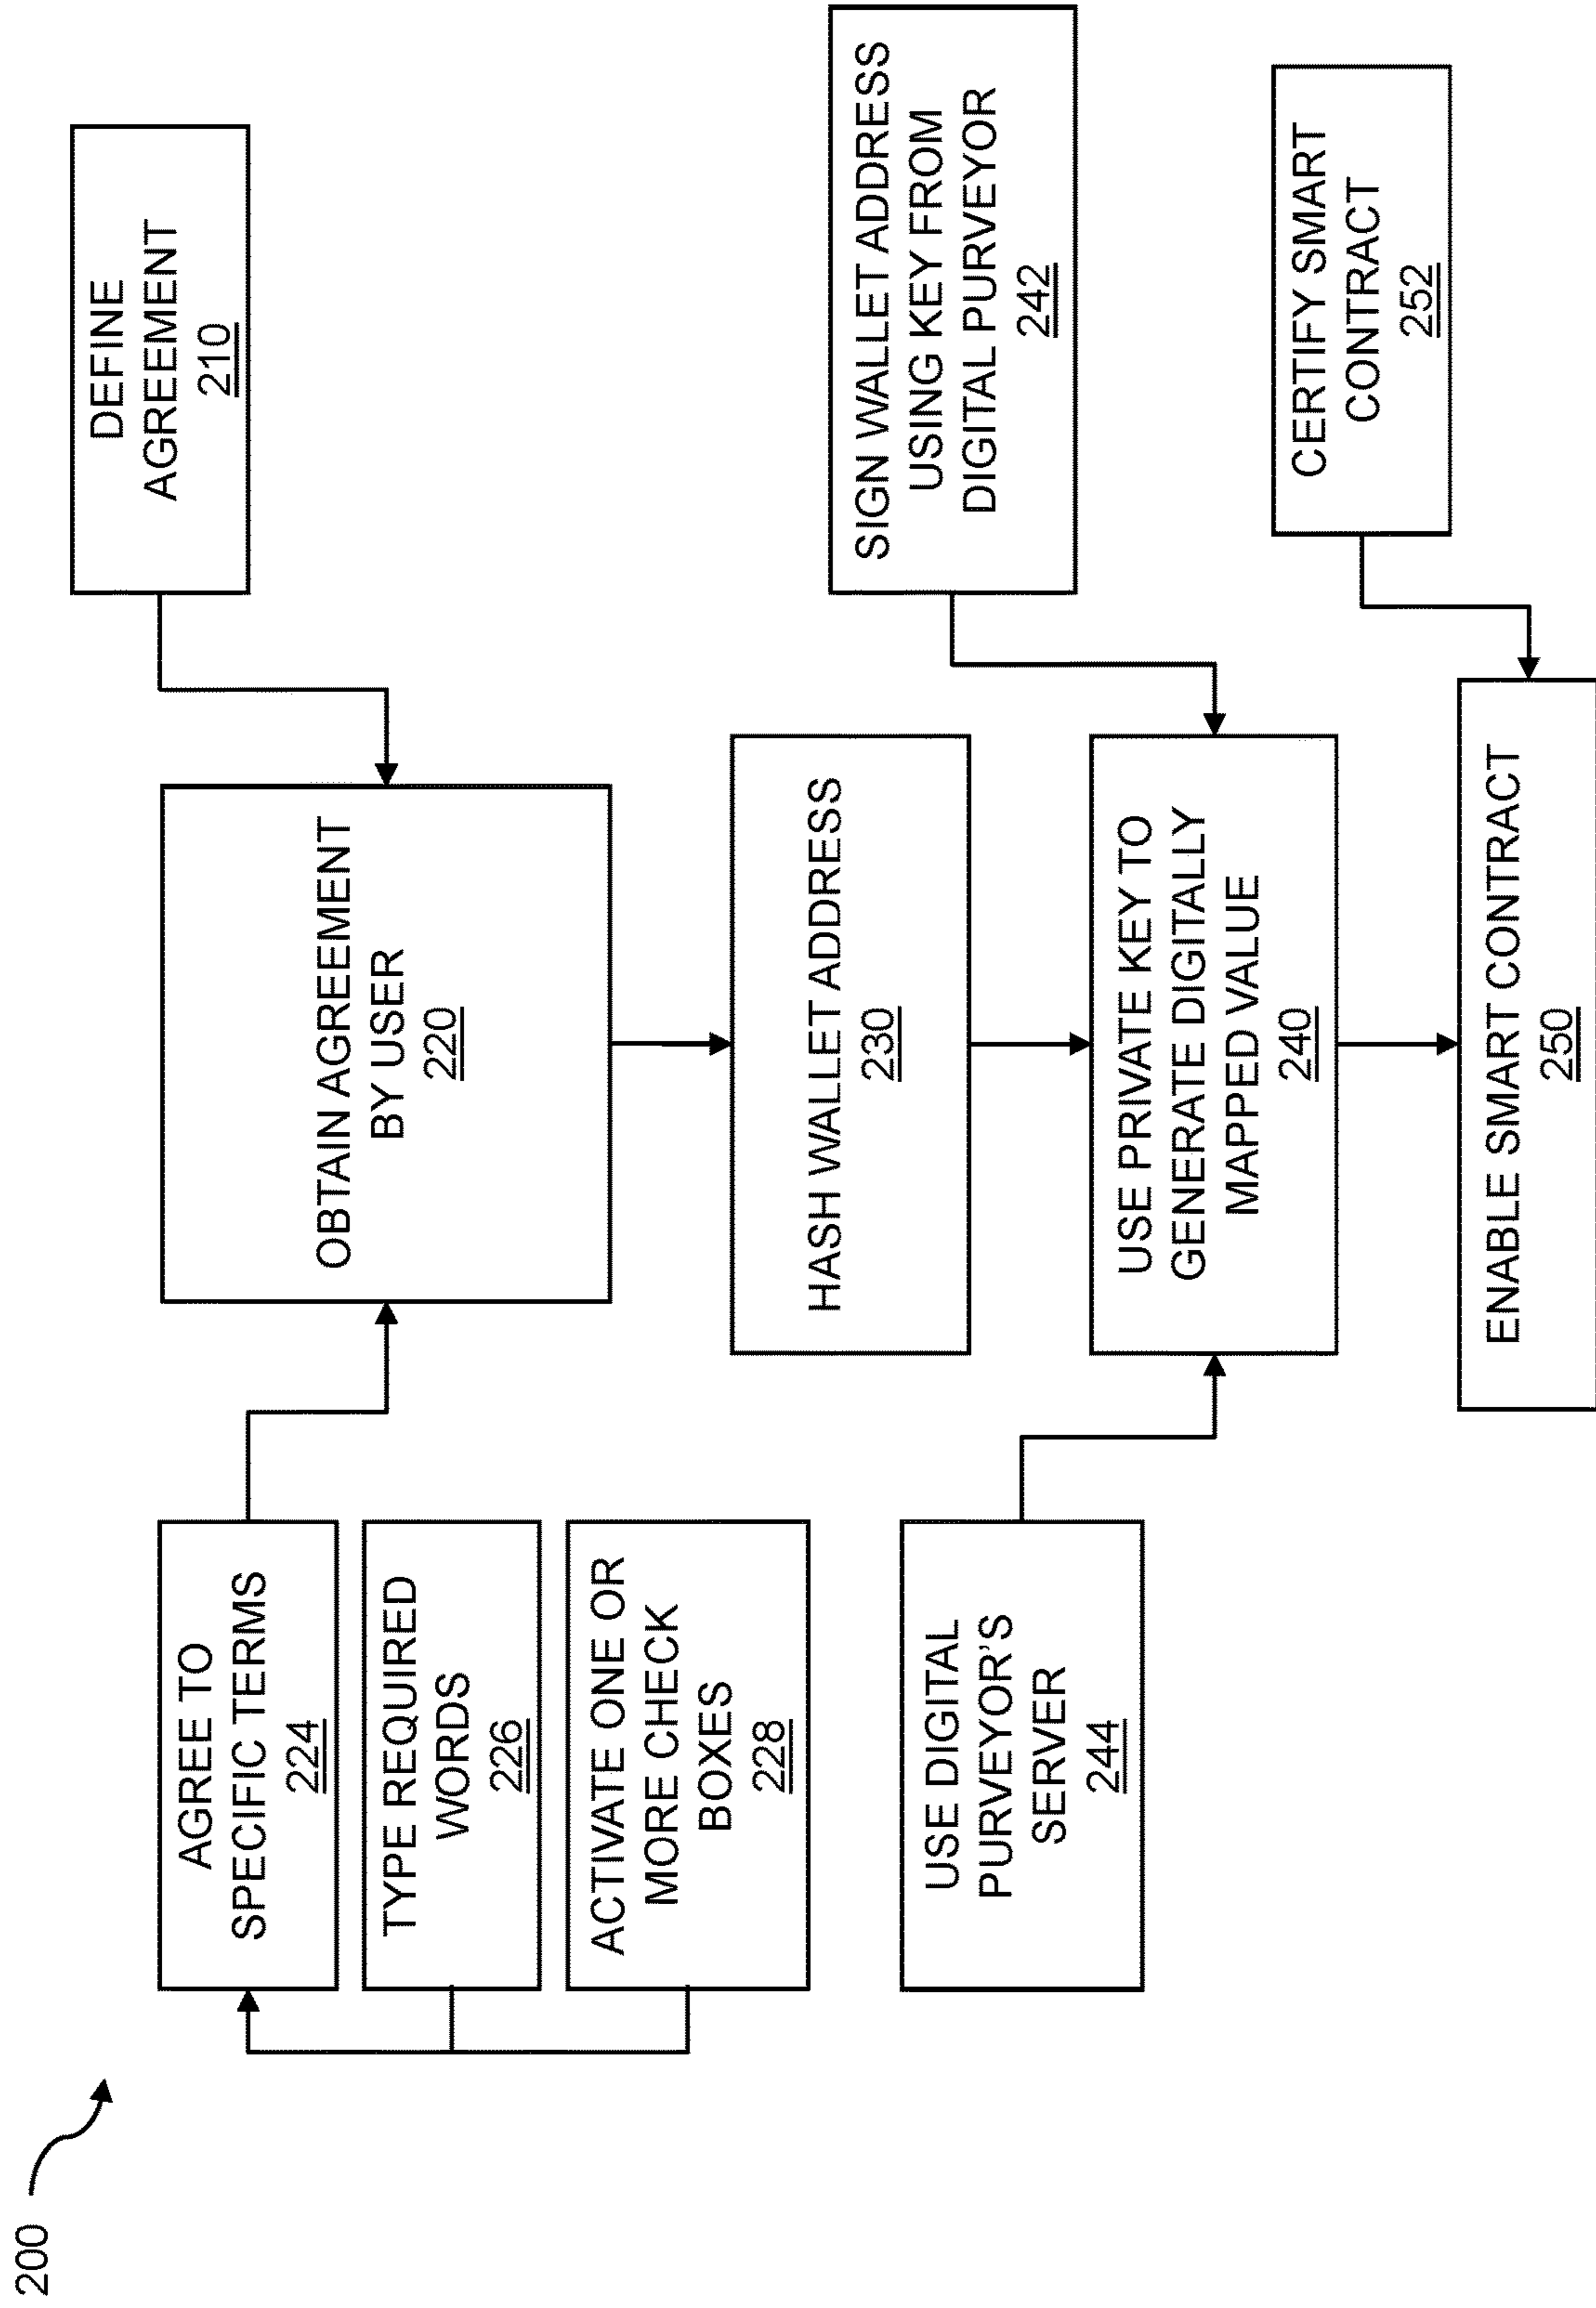 200
DEFINE
AGREEMENT
210
AGREE TO
SPECIFIC TERMS
224
OBTAIN AGREEMENT
BY USER
220
TYPE REQUIRED
WORDS
226
ACTIVATE ONE OR
MORE CHECK
BOXES
228
HASH WALLET ADDRESS
230
SIGN WALLET ADDRESS
USING KEY FROM
DIGITAL PURVEYOR
242
USE DIGITAL
PURVEYOR'S
SERVER
244
USE PRIVATE KEY TO
GENERATE DIGITALLY
MAPPED VALUE
240
CERTIFY SMART
CONTRACT
252
ENABLE SMART CONTRACT
250